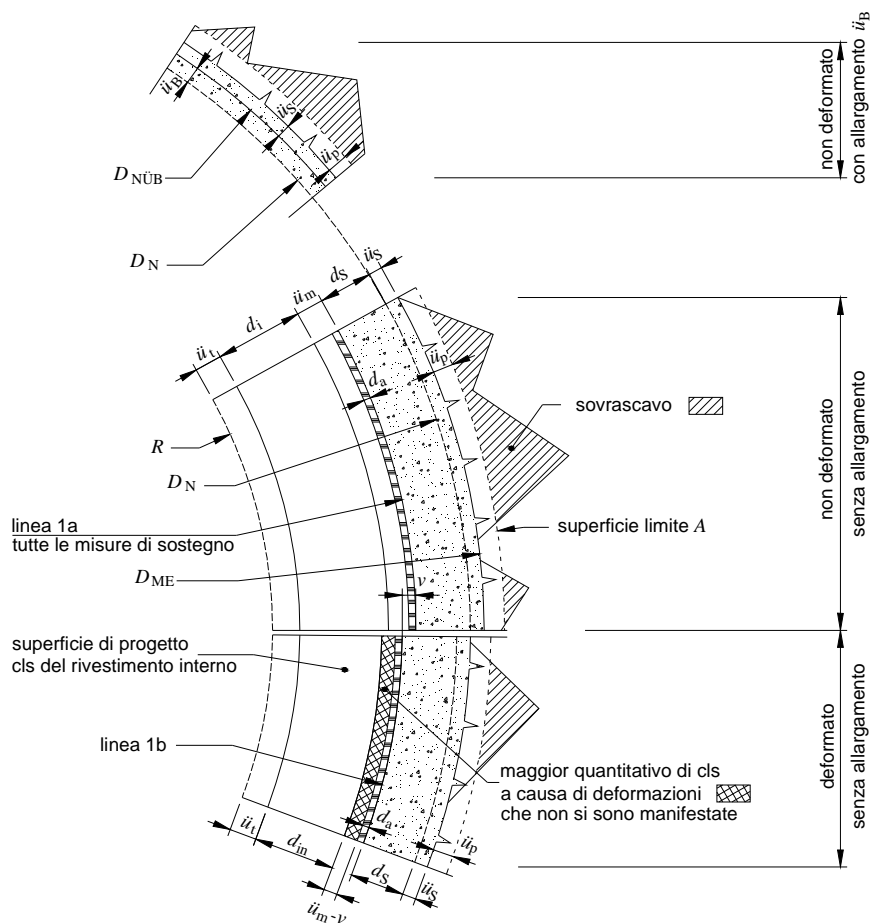 ü_B
ü_S
ü_p
D_NÜB
D_N
non deformato
con allargamento ü_B
ü_t
d_i
ü_m
d_S
ü_S
d_a
ü_p
R
D_N
sovrascavo
linea 1a
tutte le misure di sostegno
superficie limite A
D_ME
v
non deformato
senza allargamento
superficie di progetto
cls del rivestimento interno
linea 1b
maggior quantitativo di cls
a causa di deformazioni
che non si sono manifestate
deformato
senza allargamento
d_a
ü_t
d_in
ü_m-v
d_S
ü_S
ü_p